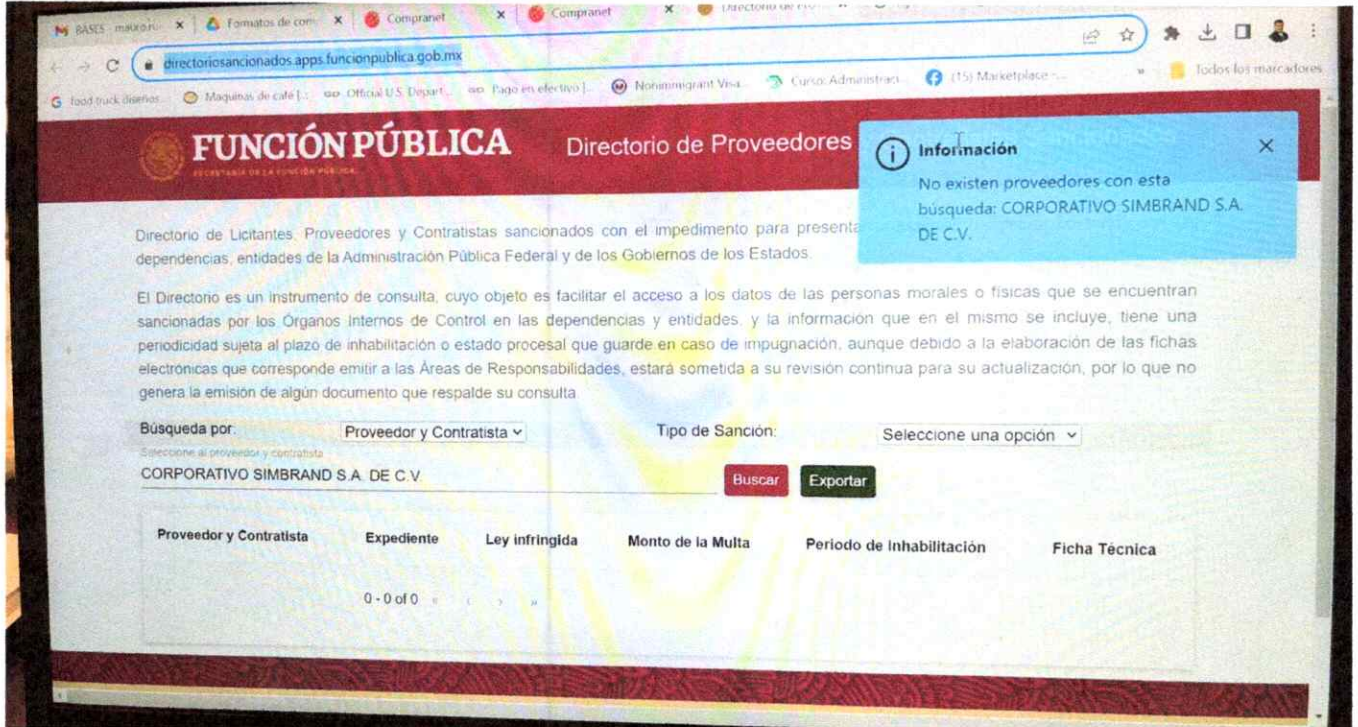 BASES
Formatos de com
Compranet
Compranet
directoriosancionados.apps.funcionpublica.gob.mx
food truck diseños
Maquinas de café |
Official U.S. Depart...
Pago en efectivo |
Nonimmigrant Visa
Curso: Administraci...
(15) Marketplace
Todos los marcadores
FUNCIÓN PÚBLICA
SECRETARÍA DE LA FUNCIÓN PÚBLICA
Directorio de Proveedores
Información
No existen proveedores con esta
búsqueda: CORPORATIVO SIMBRAND S.A.
DE C.V.
Directorio de Licitantes, Proveedores y Contratistas sancionados con el impedimento para presenta
dependencias, entidades de la Administración Pública Federal y de los Gobiernos de los Estados.
El Directorio es un instrumento de consulta, cuyo objeto es facilitar el acceso a los datos de las personas morales o físicas que se encuentran
sancionadas por los Órganos Internos de Control en las dependencias y entidades, y la información que en el mismo se incluye, tiene una
periodicidad sujeta al plazo de inhabilitación o estado procesal que guarde en caso de impugnación, aunque debido a la elaboración de las fichas
electrónicas que corresponde emitir a las Áreas de Responsabilidades, estará sometida a su revisión continua para su actualización, por lo que no
genera la emisión de algún documento que respalde su consulta
Búsqueda por:
Proveedor y Contratista
Tipo de Sanción:
Seleccione una opción
Seleccione al proveedor y contratista
CORPORATIVO SIMBRAND S.A. DE C.V.
Buscar
Exportar
Proveedor y Contratista
Expediente
Ley infringida
Monto de la Multa
Periodo de Inhabilitación
Ficha Técnica
0 - 0 of 0 « ‹ › »